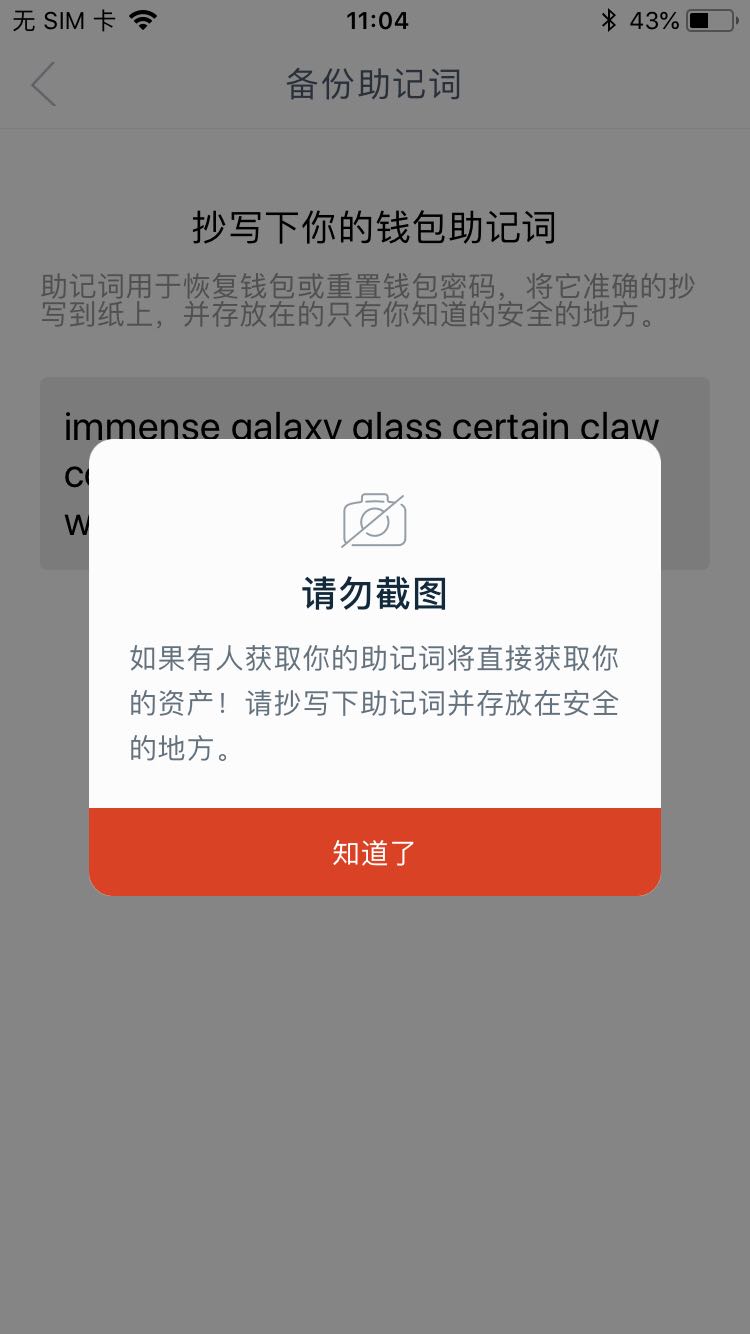 无 SIM 卡 11:04 43%
备份助记词
抄写下你的钱包助记词
助记词用于恢复钱包或重置钱包密码，将它准确的抄
写到纸上，并存放在的只有你知道的安全的地方。
immense galaxy glass certain claw
请勿截图
如果有人获取你的助记词将直接获取你
的资产！请抄写下助记词并存放在安全
的地方。
知道了